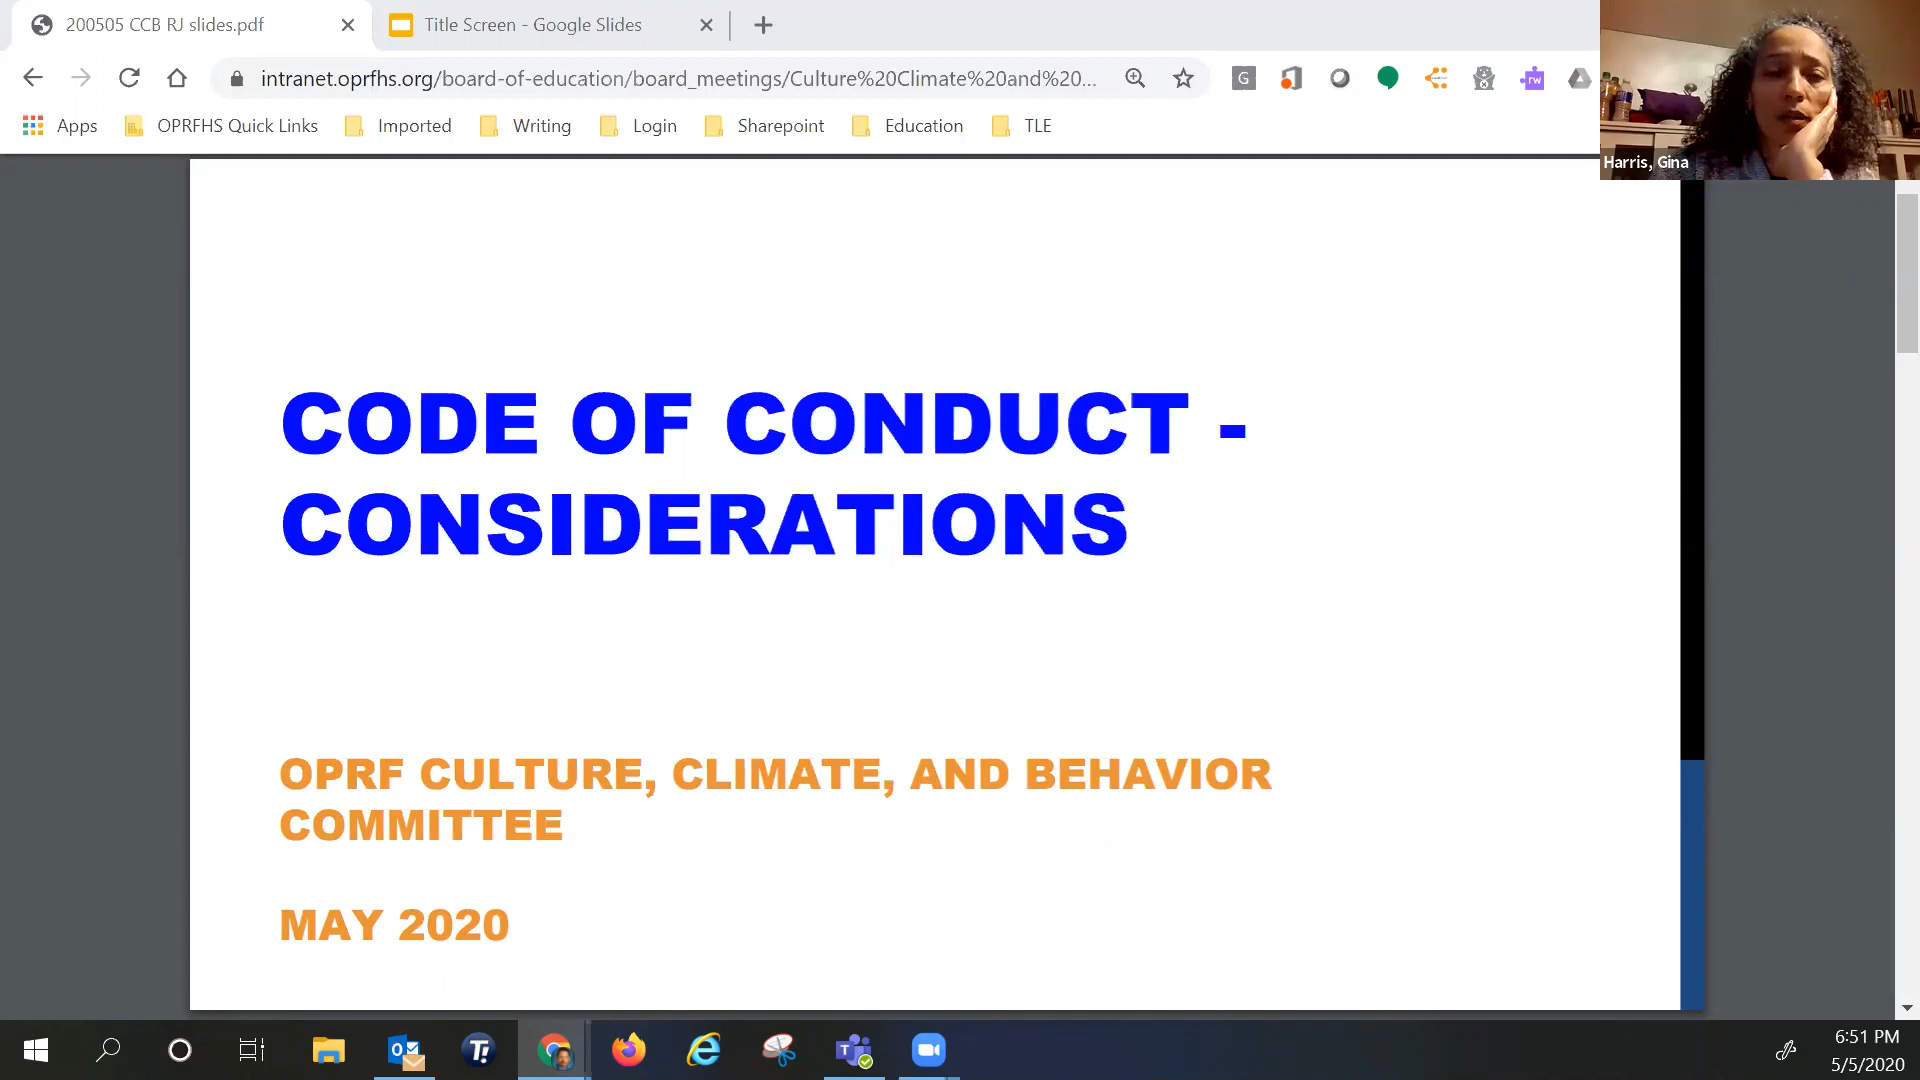 200505 CCB RJ slides.pdf
Title Screen - Google Slides
intranet.oprfhs.org/board-of-education/board_meetings/Culture%20Climate%20and%20...
Apps
OPRFHS Quick Links
Imported
Writing
Login
Sharepoint
Education
TLE
Harris, Gina
CODE OF CONDUCT -
CONSIDERATIONS
OPRF CULTURE, CLIMATE, AND BEHAVIOR
COMMITTEE
MAY 2020
6:51 PM
5/5/2020